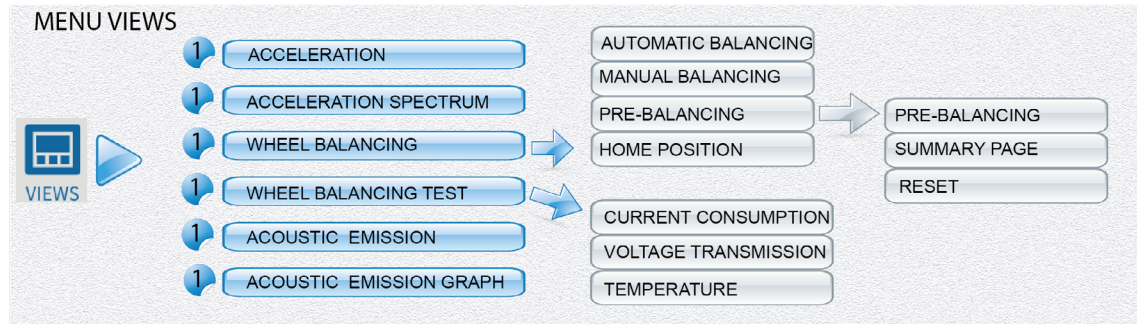 MENU VIEWS
VIEWS
1 ACCELERATION
1 ACCELERATION SPECTRUM
1 WHEEL BALANCING
1 WHEEL BALANCING TEST
1 ACOUSTIC EMISSION
1 ACOUSTIC EMISSION GRAPH
AUTOMATIC BALANCING
MANUAL BALANCING
PRE-BALANCING
HOME POSITION
CURRENT CONSUMPTION
VOLTAGE TRANSMISSION
TEMPERATURE
PRE-BALANCING
SUMMARY PAGE
RESET